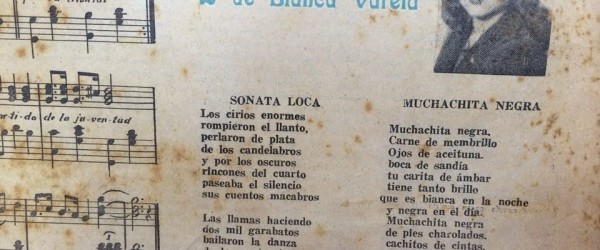 de Blanca Varela
ar-ti-do de la ju-ven-tud
SONATA LOCA
Los cirios enormes
rompieron el llanto,
perlaron de plata
de los candelabros
y por los oscuros
rincones del cuarto
paseaba el silencio
sus cuentos macabros
Las llamas haciendo
dos mil garabatos
bailaron la danza
MUCHACHITA NEGRA
Muchachita negra,
Carne de membrillo
Ojos de aceituna.
boca de sandía
tu carita de ámbar
tiene tanto brillo
que es bianca en la noche
y negra en el día.
Muchachita negra
de pies charolados.
cachitos de cintas.